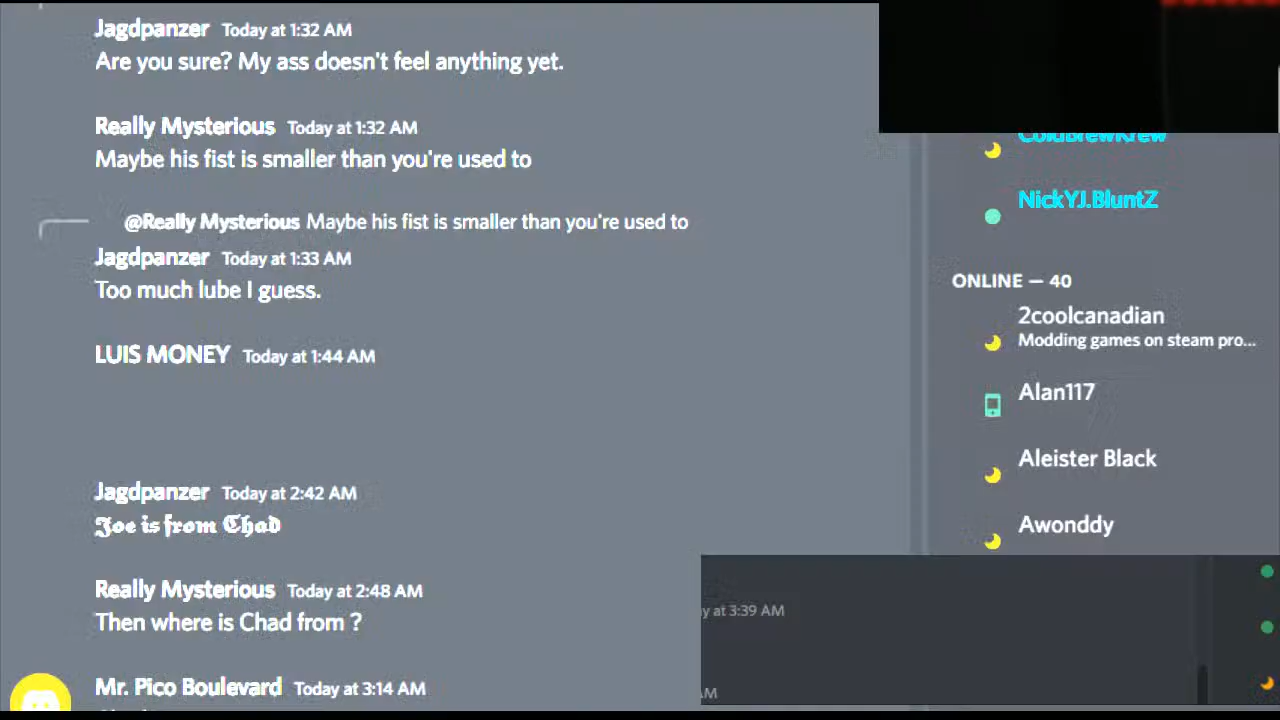 Jagdpanzer Today at 1:32 AM
Are you sure? My ass doesn't feel anything yet.
Really Mysterious Today at 1:32 AM
Maybe his fist is smaller than you're used to
@Really Mysterious Maybe his fist is smaller than you're used to
Jagdpanzer Today at 1:33 AM
Too much lube I guess.
LUIS MONEY Today at 1:44 AM
Jagdpanzer Today at 2:42 AM
𝕵𝖔𝖊 𝖎𝖘 𝖋𝖗𝖔𝖒 𝕮𝖍𝖆𝖉
Really Mysterious Today at 2:48 AM
Then where is Chad from ?
Mr. Pico Boulevard Today at 3:14 AM
ColdBrewKrew
NickYJ.BluntZ
ONLINE — 40
2coolcanadian
Modding games on steam pro...
Alan117
Aleister Black
Awonddy
y at 3:39 AM
AM